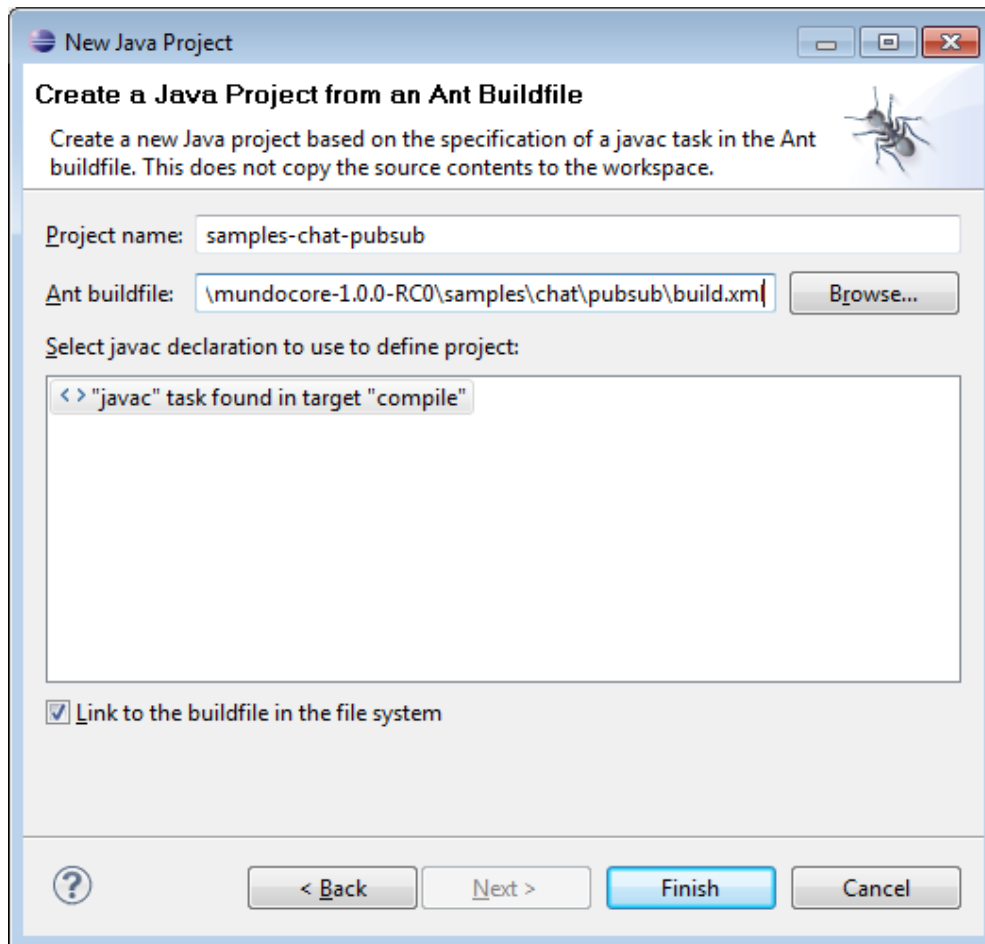 New Java Project
Create a Java Project from an Ant Buildfile
Create a new Java project based on the specification of a javac task in the Ant
buildfile. This does not copy the source contents to the workspace.
Project name: samples-chat-pubsub
Ant buildfile: \mundocore-1.0.0-RC0\samples\chat\pubsub\build.xml Browse...
Select javac declaration to use to define project:
<> "javac" task found in target "compile"
Link to the buildfile in the file system
? < Back Next > Finish Cancel